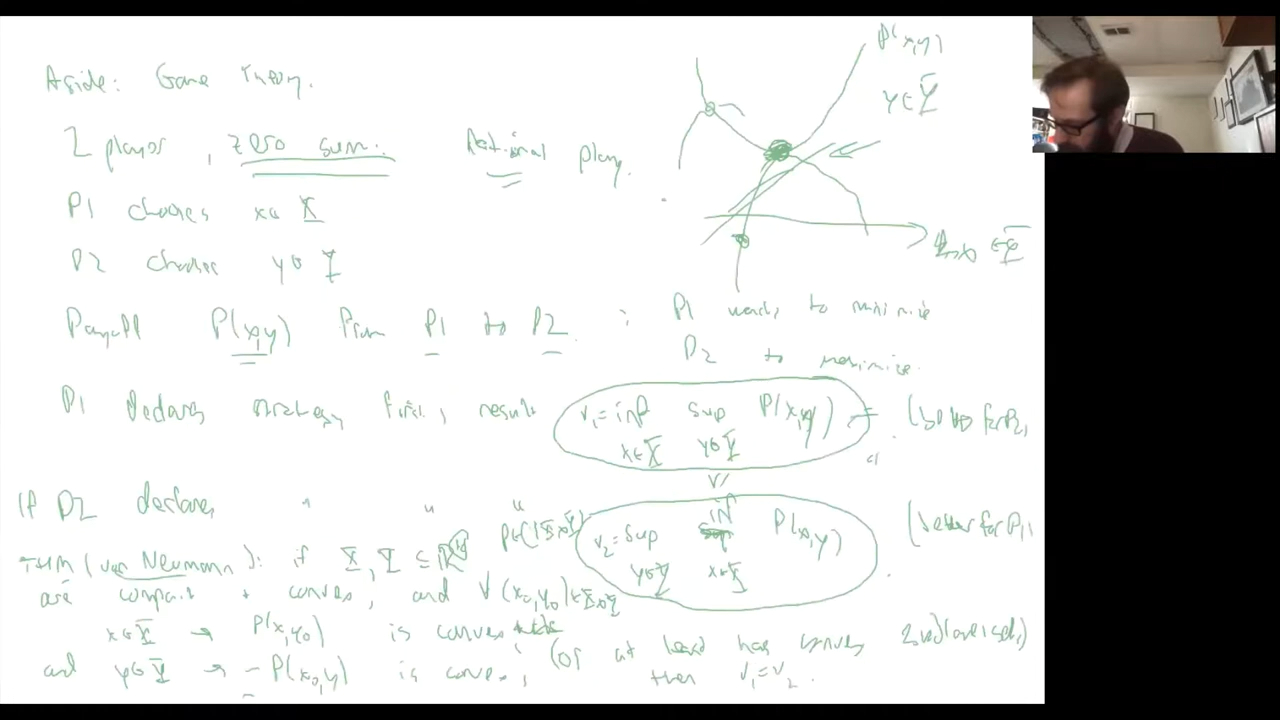 Aside: Game Theory.
2 players, zero sum. Rational play.
P1 chooses x∈X
P2 chooses y∈Y
Payoff P(x,y) from P1 to P2 : P1 wants to minimize
P2 to maximize.
P1 declares strategy first, results v₁ = inf x∈X sup y∈Y P(x,y) (better for P2)
V/
If P2 declares " " " v₂ = sup y∈Y inf x∈X P(x,y) (better for P1)
THM (von Neumann): if X, Y ⊆ ℝ P∈C(X×Y)
are compact + convex, and ∀(x₀,y₀)∈X×Y
x∈X → P(x,y₀) is convex
and y∈Y → -P(x₀,y) is convex, (or at least has convex sub(level sets)
then v₁=v₂.
P(x,y)
y∈Y
∈X